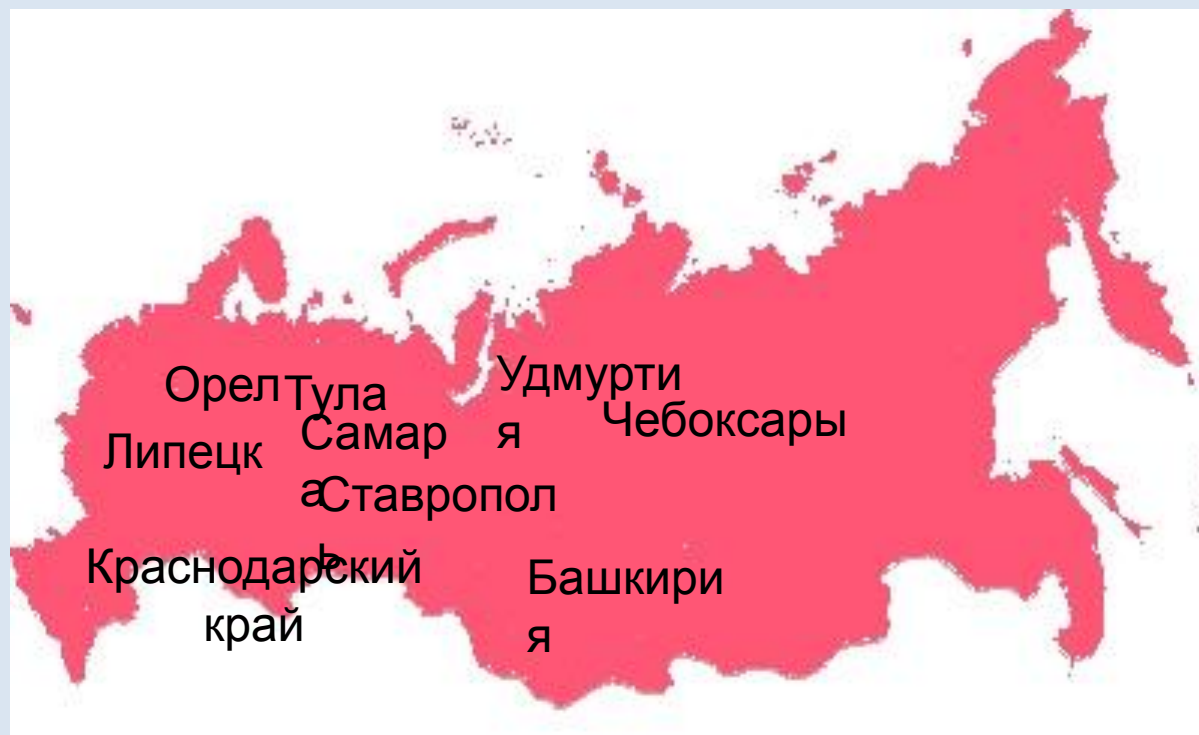 Орел
Тула
Удмурти
я
Чебоксары
Липецк
Самар
а
Ставропол
ь
Краснодарский
край
Башкири
я